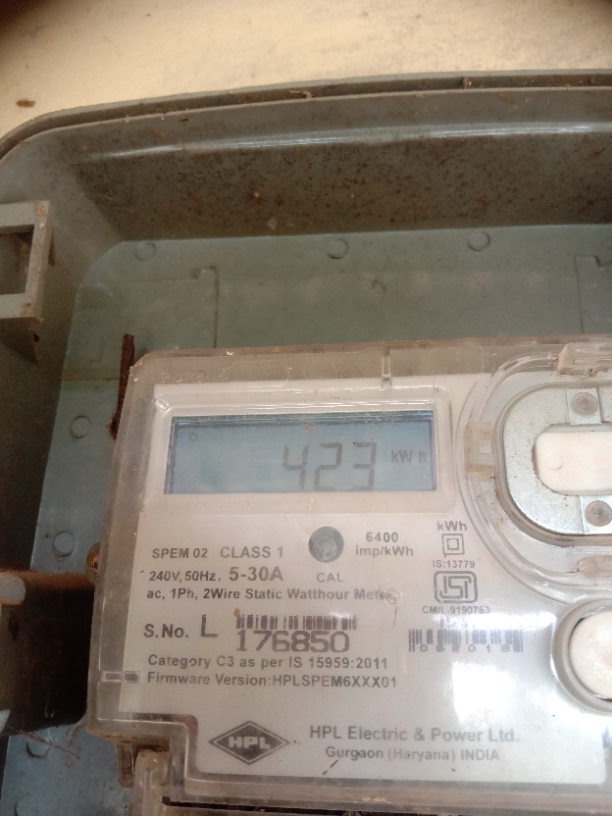 423 kWh
SPEM 02 CLASS 1
6400
imp/kWh
kWh
IS:13779
240V, 50Hz, 5-30A
CAL
ac, 1Ph, 2Wire Static Watthour Meter
ISI
CM/L-9190763
S.No. L 176850
Category C3 as per IS 15959:2011
Firmware Version:HPLSPEM6XXX01
HPL
HPL Electric & Power Ltd.
Gurgaon (Haryana) INDIA